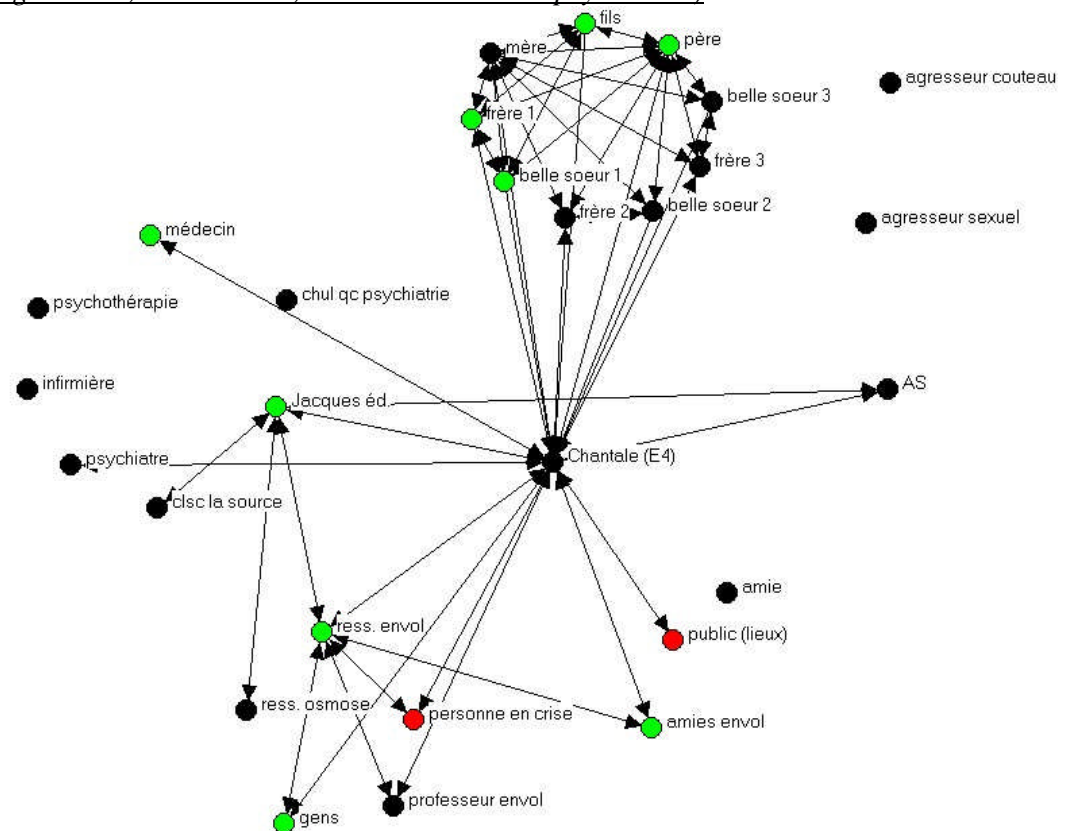 fils
père
mère
agresseur couteau
belle soeur 3
frère 1
frère 3
belle soeur 1
belle soeur 2
frère 2
agresseur sexuel
médecin
chul qc psychiatrie
psychothérapie
infirmière
AS
Jacques éd.
Chantale (E4)
psychiatre
clsc la source
amie
ress. envol
public (lieux)
ress. osmose
personne en crise
amies envol
professeur envol
gens